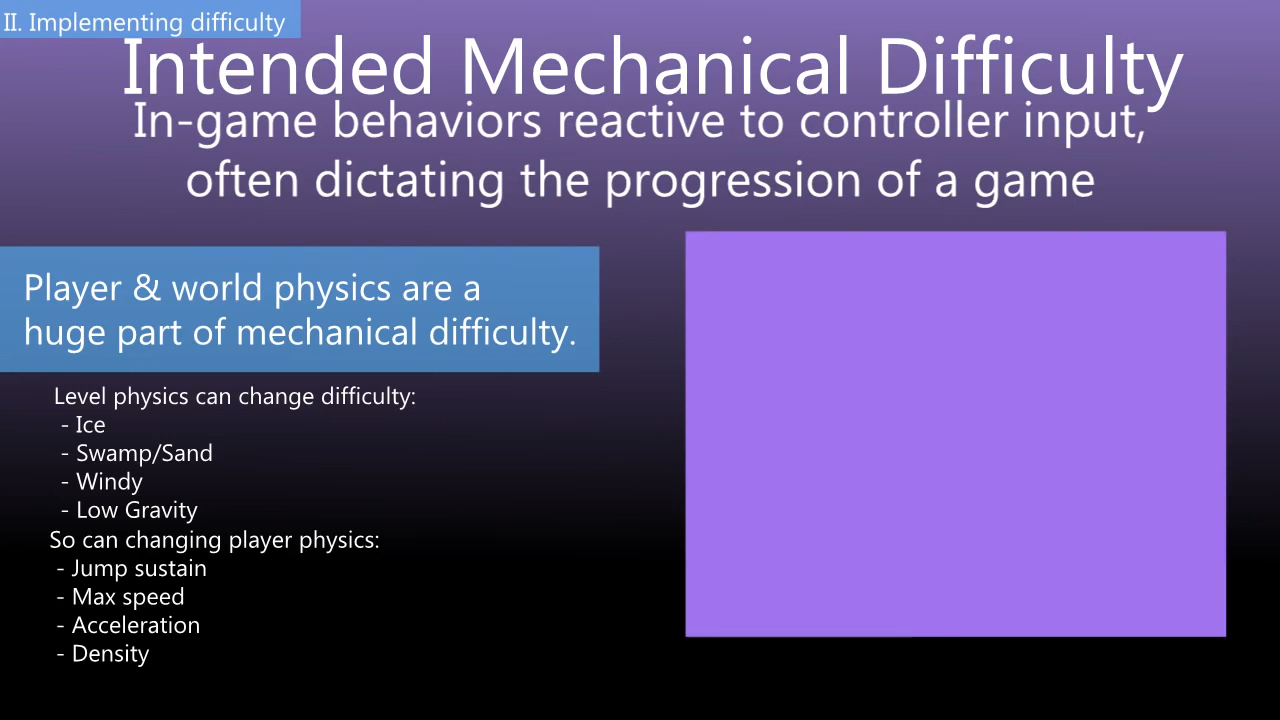 II. Implementing difficulty
Intended Mechanical Difficulty
In-game behaviors reactive to controller input,
often dictating the progression of a game
Player & world physics are a
huge part of mechanical difficulty.
Level physics can change difficulty:
- Ice
- Swamp/Sand
- Windy
- Low Gravity
So can changing player physics:
- Jump sustain
- Max speed
- Acceleration
- Density